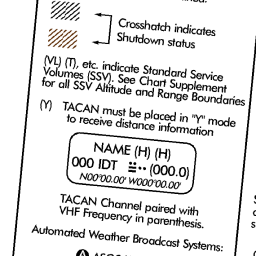 Crosshatch indicates
Shutdown status
(VL) (T), etc. indicate Standard Service
Volumes (SSV). See Chart Supplement
for all SSV Altitude and Range Boundaries
(Y) TACAN must be placed in "Y" mode
to receive distance information
NAME (H) (H)
000 IDT (000.0)
N00°00.00' W000°00.00'
TACAN Channel paired with
VHF Frequency in parenthesis.
Automated Weather Broadcast Systems: